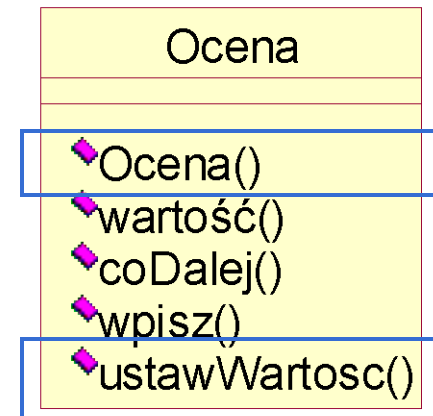 Ocena
Ocena()
wartość()
coDalej()
wpisz()
ustawWartosc()